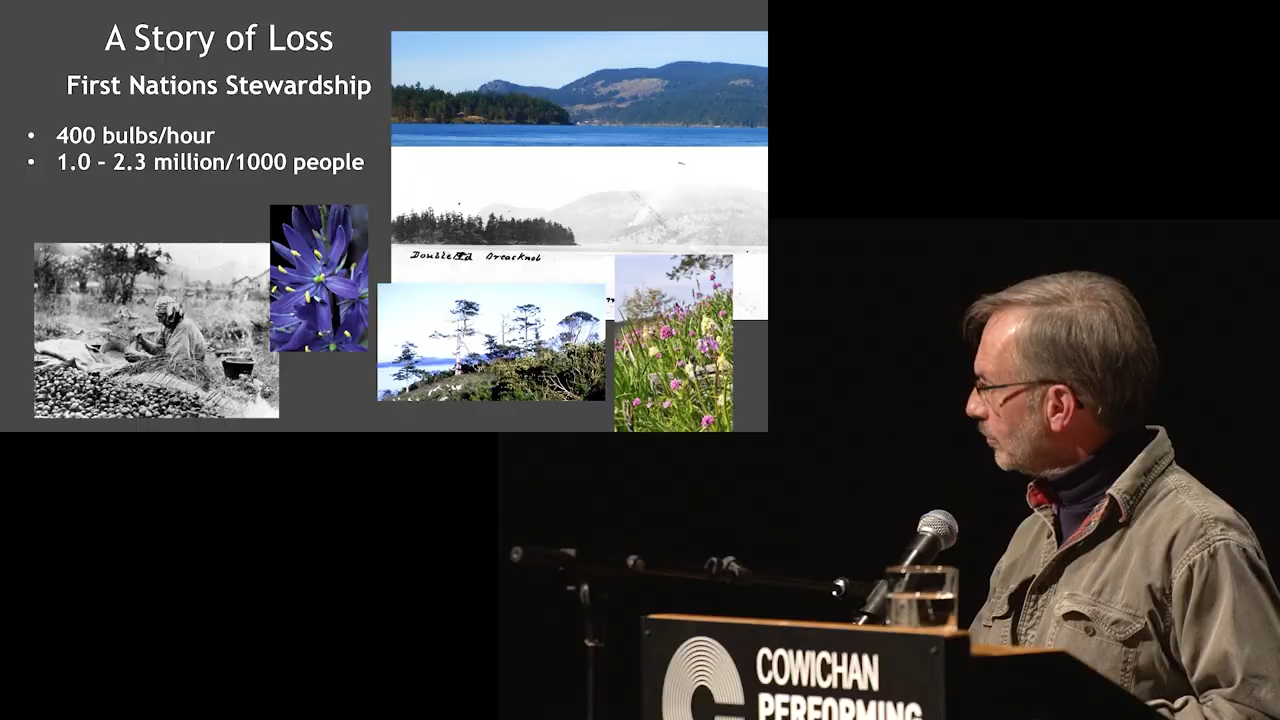 A Story of Loss
First Nations Stewardship
• 400 bulbs/hour
• 1.0 – 2.3 million/1000 people
COWICHAN
PERFORMING